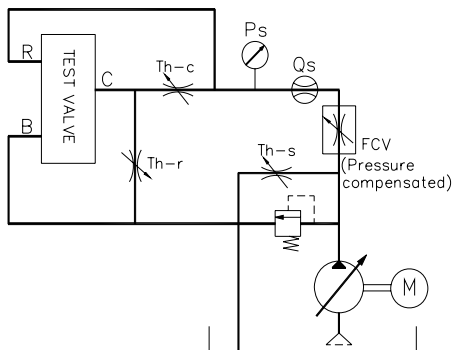 Ps
R
Th-c
Qs
TEST VALVE
C
B
Th-r
Th-s
FCV
(Pressure
compensated)
M